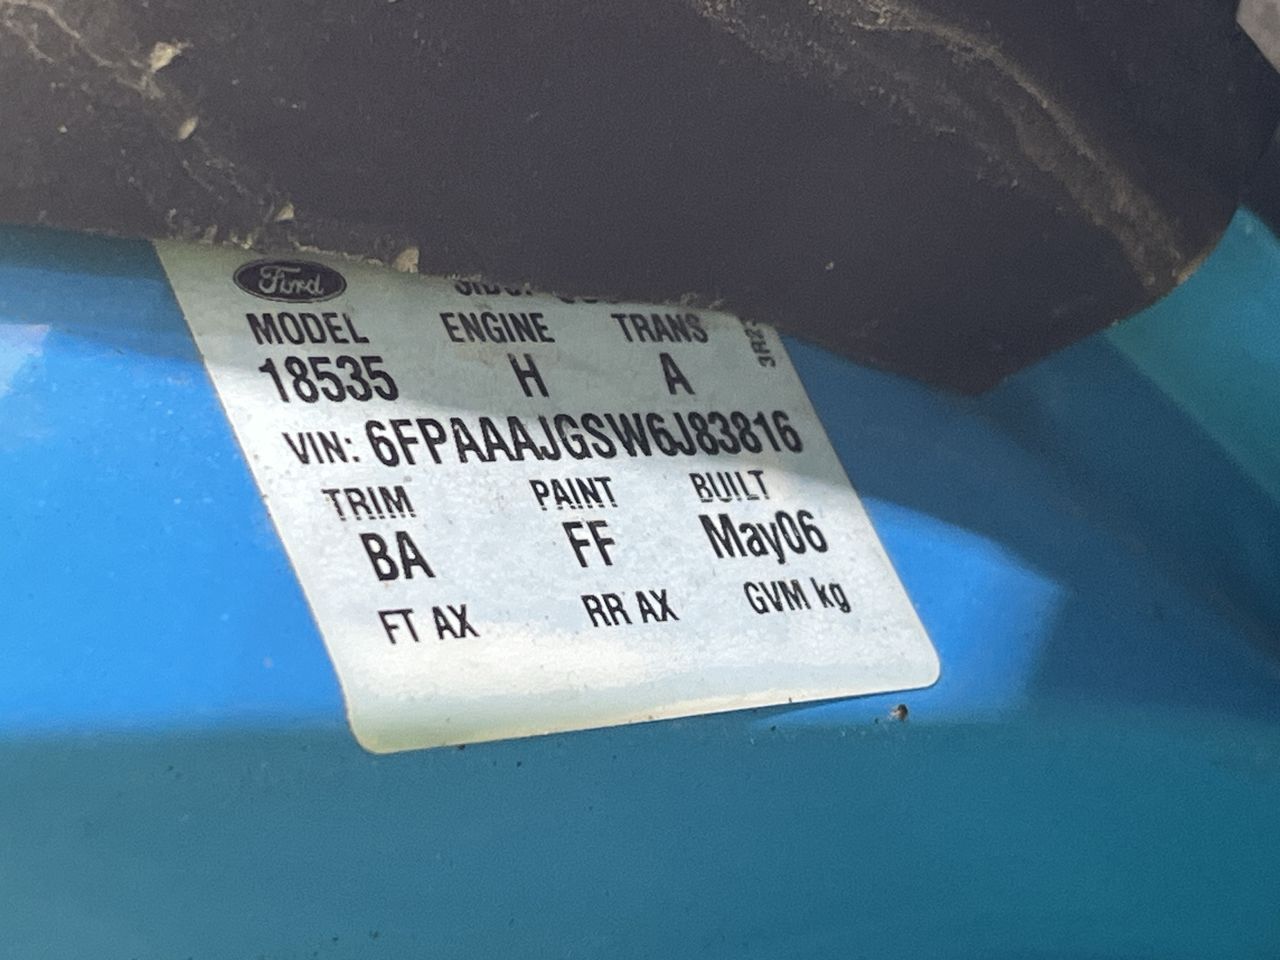 Ford
MODEL ENGINE TRANS
18535 H A
VIN: 6FPAAAJGSW6J83816
TRIM PAINT BUILT
BA FF May06
FT AX RR AX GVM kg